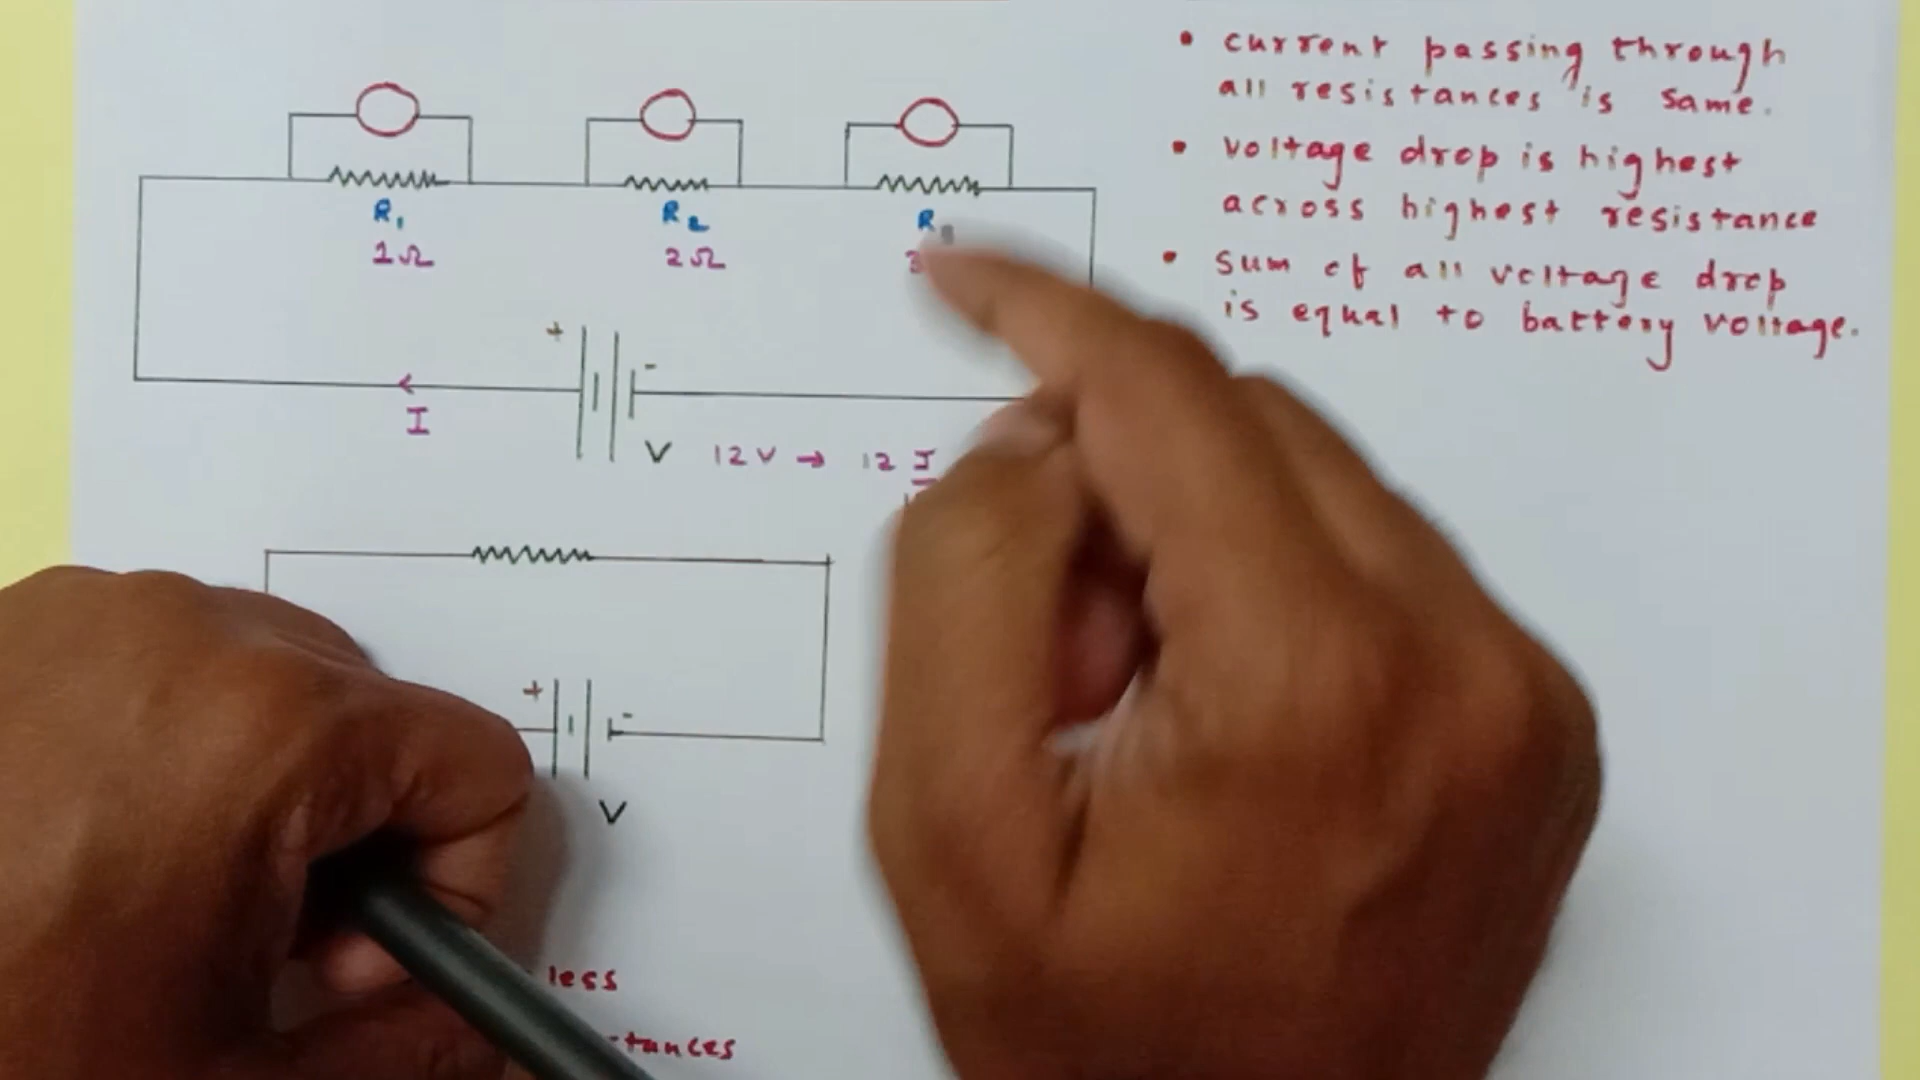 • current passing through
all resistances is same.
• voltage drop is highest
across highest resistance
• sum of all voltage drop
is equal to battery voltage.
R1
R2
R
1Ω
2Ω
3
+
-
I
V
12V → 12 J
+
-
V
less